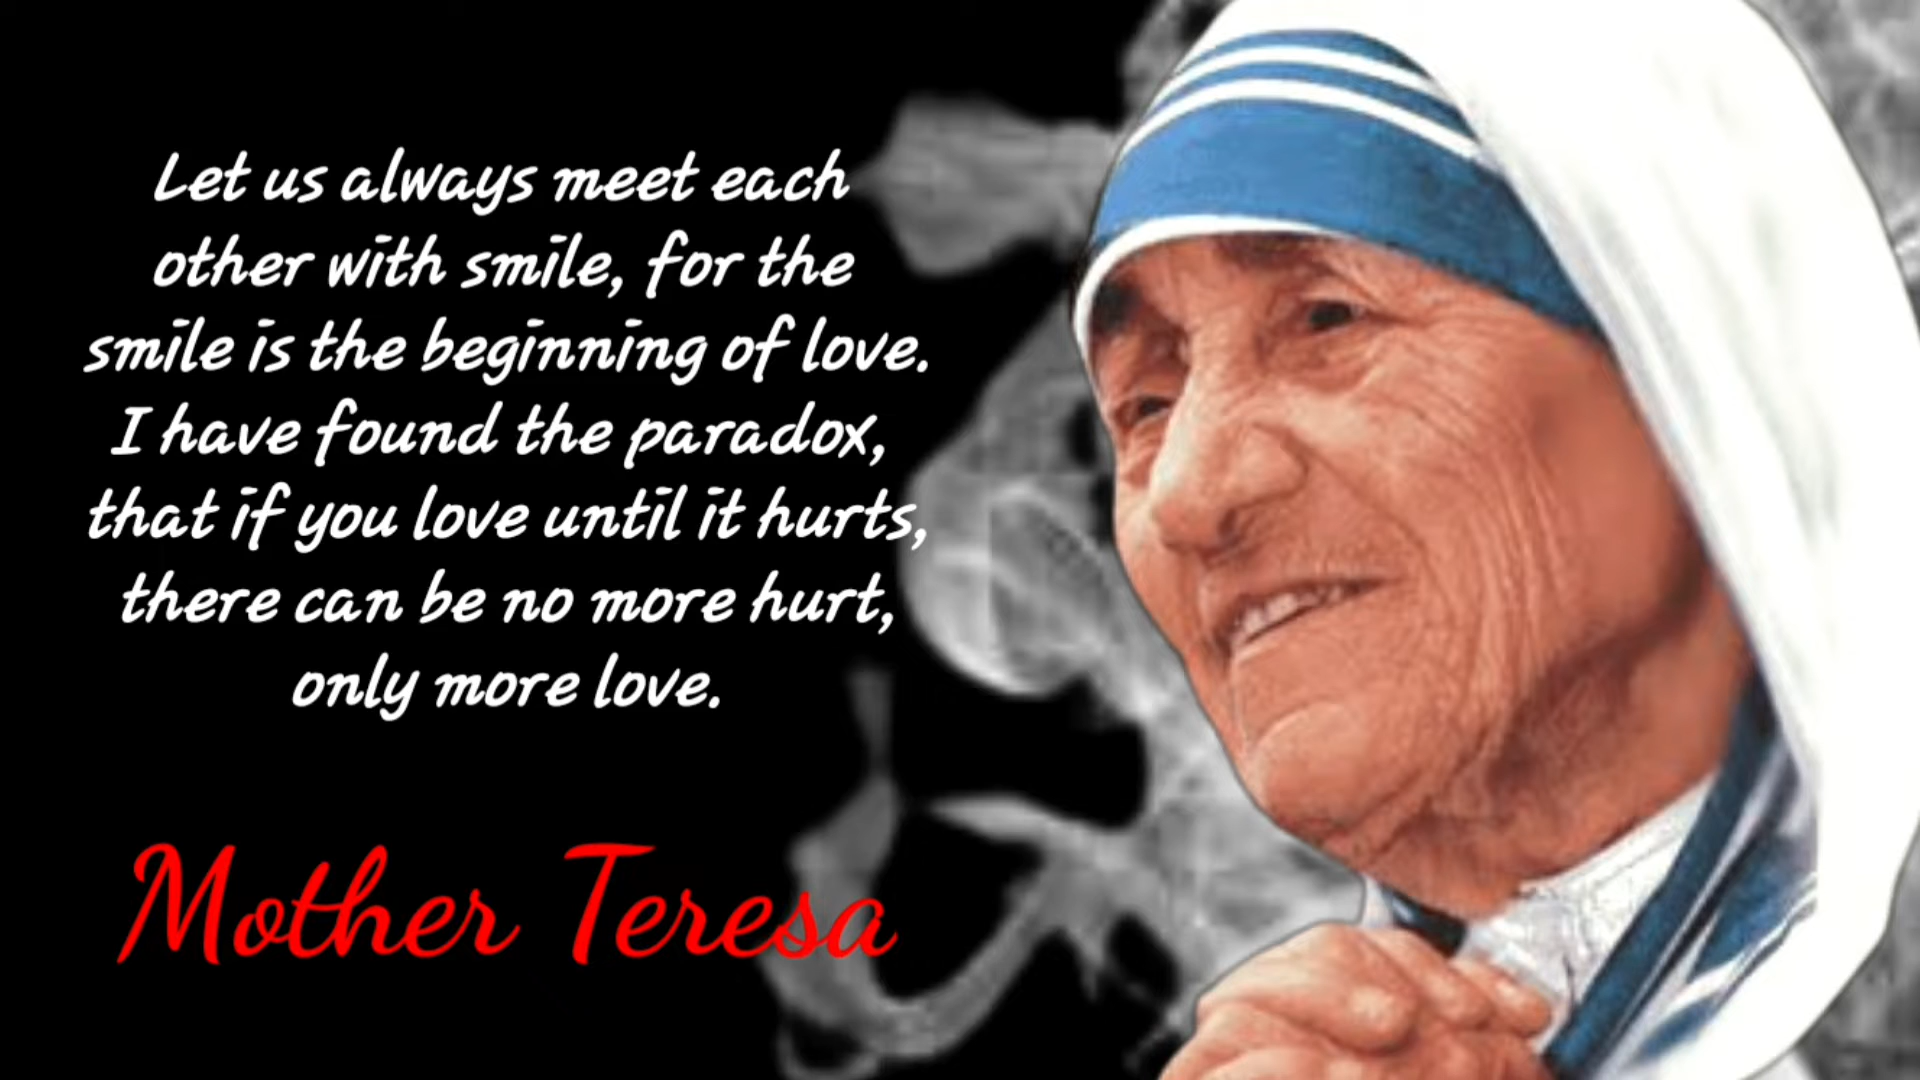 Let us always meet each
other with smile, for the
smile is the beginning of love.
I have found the paradox,
that if you love until it hurts,
there can be no more hurt,
only more love.
Mother Teresa